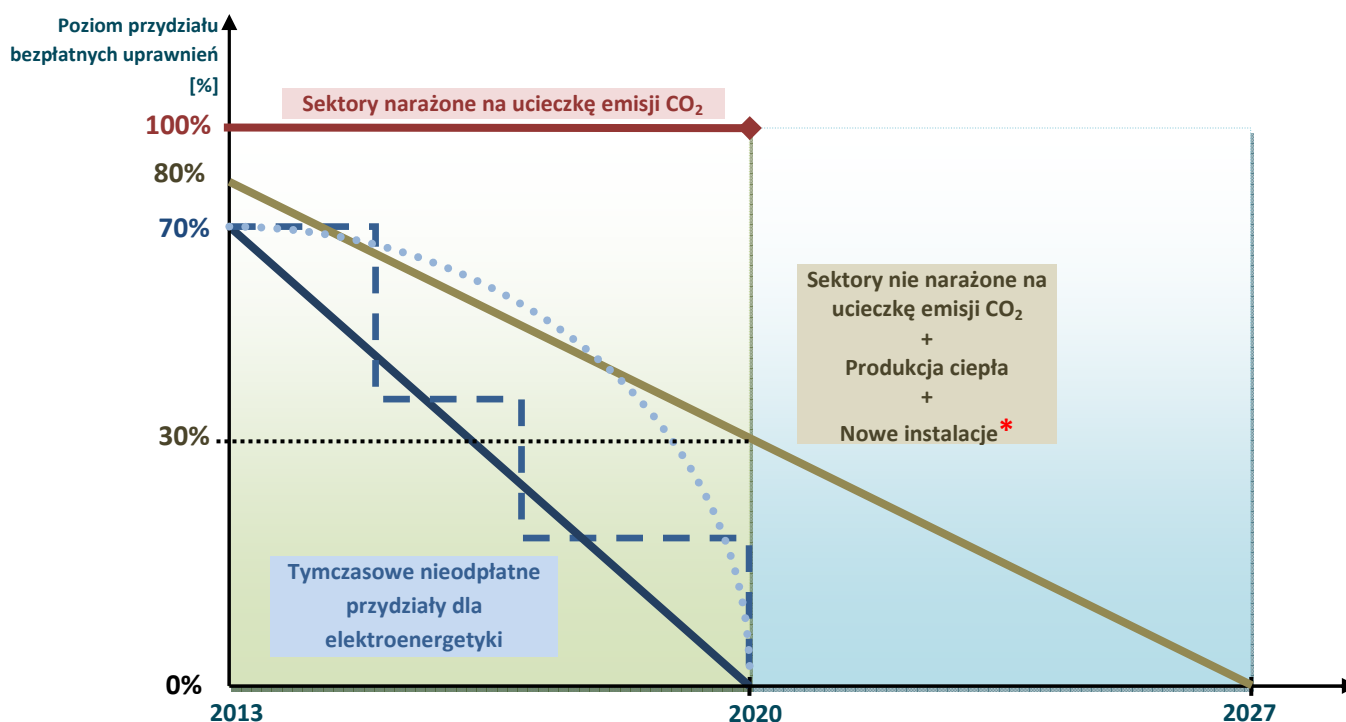 Poziom przydziału
bezpłatnych uprawnień
[%]
Sektory narażone na ucieczkę emisji CO₂
100%
80%
70%
Sektory nie narażone na
ucieczkę emisji CO₂
+
Produkcja ciepła
+
Nowe instalacje*
30%
Tymczasowe nieodpłatne
przydziały dla
elektroenergetyki
0%
2013
2020
2027